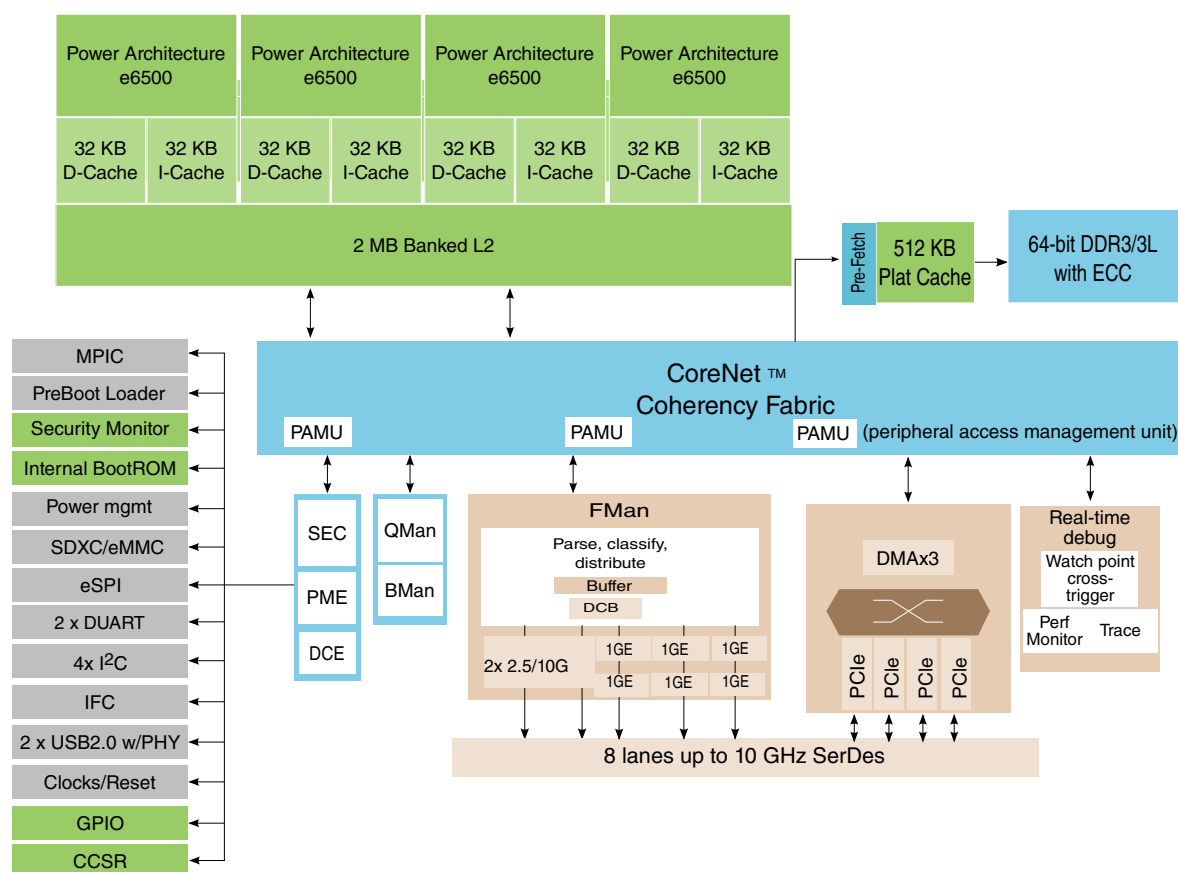 Power Architecture
e6500
Power Architecture
e6500
Power Architecture
e6500
Power Architecture
e6500
32 KB
D-Cache
32 KB
I-Cache
32 KB
D-Cache
32 KB
I-Cache
32 KB
D-Cache
32 KB
I-Cache
32 KB
D-Cache
32 KB
I-Cache
2 MB Banked L2
Pre-Fetch
512 KB
Plat Cache
64-bit DDR3/3L
with ECC
MPIC
PreBoot Loader
Security Monitor
Internal BootROM
Power mgmt
SDXC/eMMC
eSPI
2 x DUART
4x I²C
IFC
2 x USB2.0 w/PHY
Clocks/Reset
GPIO
CCSR
CoreNet TM
Coherency Fabric
PAMU
PAMU
PAMU (peripheral access management unit)
SEC
PME
DCE
QMan
BMan
FMan
Parse, classify,
distribute
Buffer
DCB
2x 2.5/10G
1GE 1GE 1GE
1GE 1GE 1GE
DMAx3
PCIe
PCIe
PCIe
PCIe
Real-time
debug
Watch point
cross-
trigger
Perf
Monitor
Trace
8 lanes up to 10 GHz SerDes